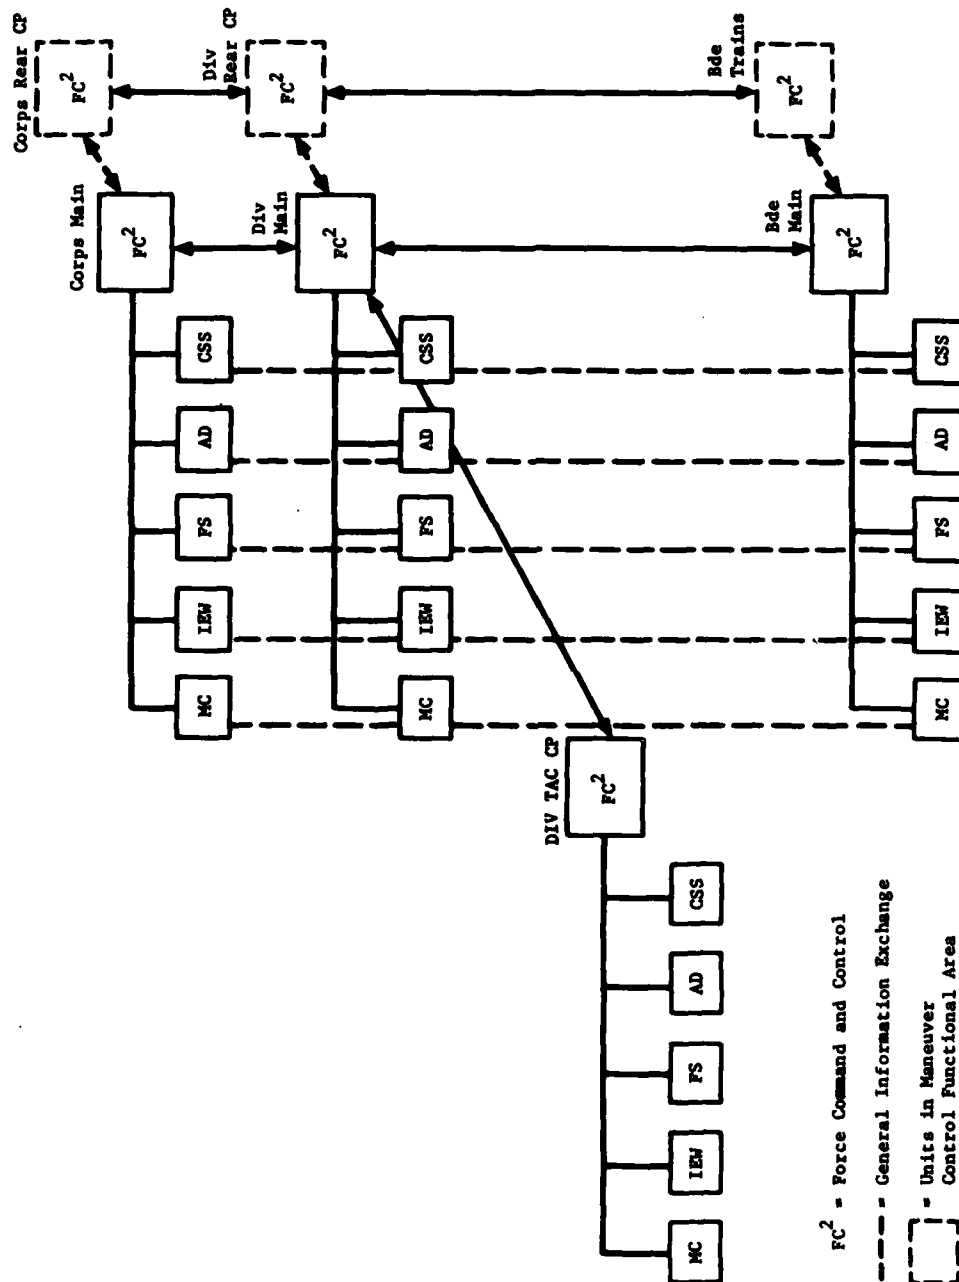 Corps Rear CP
FC²
Corps Main
FC²
MC IEW FS AD CSS
Div
Rear CP
FC²
Div
Main
FC²
MC IEW FS AD CSS
DIV TAC CP
FC²
MC IEW FS AD CSS
Bde
Trains
FC²
Bde
Main
FC²
MC IEW FS AD CSS
FC² = Force Command and Control
= General Information Exchange
= Units in Maneuver
Control Functional Area